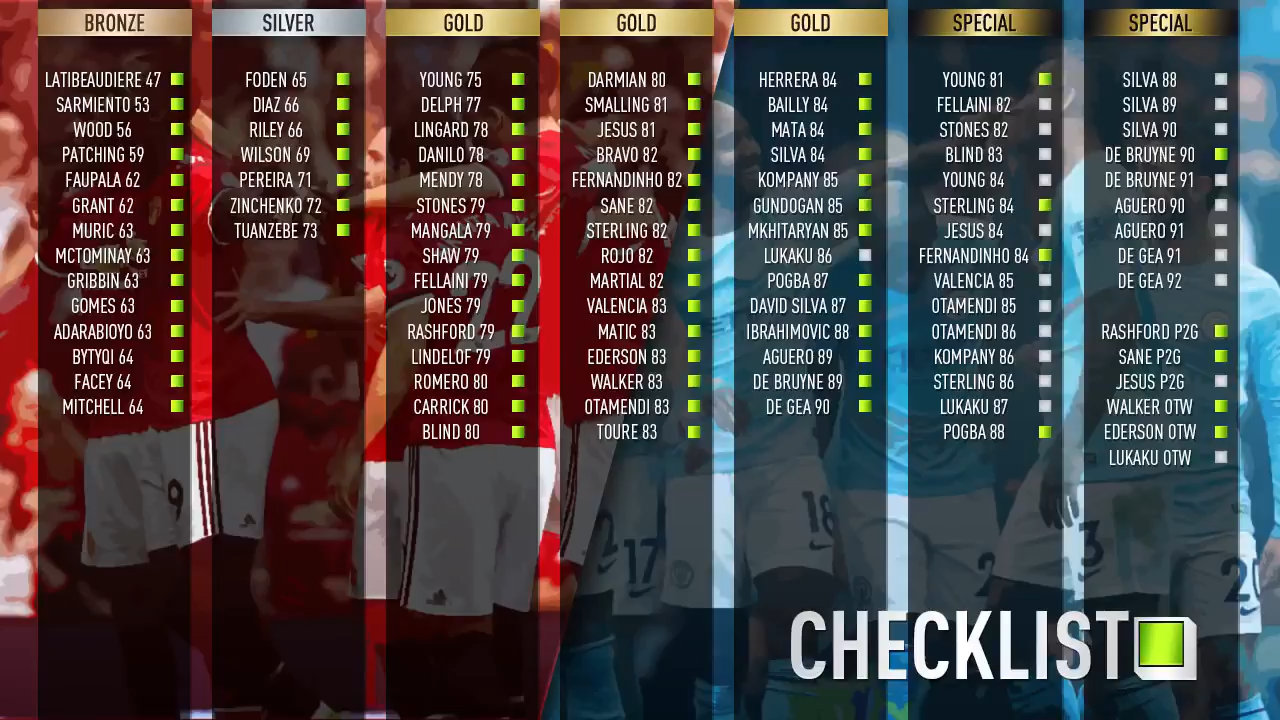 BRONZE
LATIBEAUDIERE 47
SARMIENTO 53
WOOD 56
PATCHING 59
FAUPALA 62
GRANT 62
MURIC 63
MCTOMINAY 63
GRIBBIN 63
GOMES 63
ADARABIOYO 63
BYTYQI 64
FACEY 64
MITCHELL 64
SILVER
FODEN 65
DIAZ 66
RILEY 66
WILSON 69
PEREIRA 71
ZINCHENKO 72
TUANZEBE 73
GOLD
YOUNG 75
DELPH 77
LINGARD 78
DANILO 78
MENDY 78
STONES 79
MANGALA 79
SHAW 79
FELLAINI 79
JONES 79
RASHFORD 79
LINDELOF 79
ROMERO 80
CARRICK 80
BLIND 80
GOLD
DARMIAN 80
SMALLING 81
JESUS 81
BRAVO 82
FERNANDINHO 82
SANE 82
STERLING 82
ROJO 82
MARTIAL 82
VALENCIA 83
MATIC 83
EDERSON 83
WALKER 83
OTAMENDI 83
TOURE 83
GOLD
HERRERA 84
BAILLY 84
MATA 84
SILVA 84
KOMPANY 85
GUNDOGAN 85
MKHITARYAN 85
LUKAKU 86
POGBA 87
DAVID SILVA 87
IBRAHIMOVIC 88
AGUERO 89
DE BRUYNE 89
DE GEA 90
SPECIAL
YOUNG 81
FELLAINI 82
STONES 82
BLIND 83
YOUNG 84
STERLING 84
JESUS 84
FERNANDINHO 84
VALENCIA 85
OTAMENDI 85
OTAMENDI 86
KOMPANY 86
STERLING 86
LUKAKU 87
POGBA 88
SPECIAL
SILVA 88
SILVA 89
SILVA 90
DE BRUYNE 90
DE BRUYNE 91
AGUERO 90
AGUERO 91
DE GEA 91
DE GEA 92
RASHFORD P2G
SANE P2G
JESUS P2G
WALKER OTW
EDERSON OTW
LUKAKU OTW
9
22
17
18
3
2
CHECKLIST